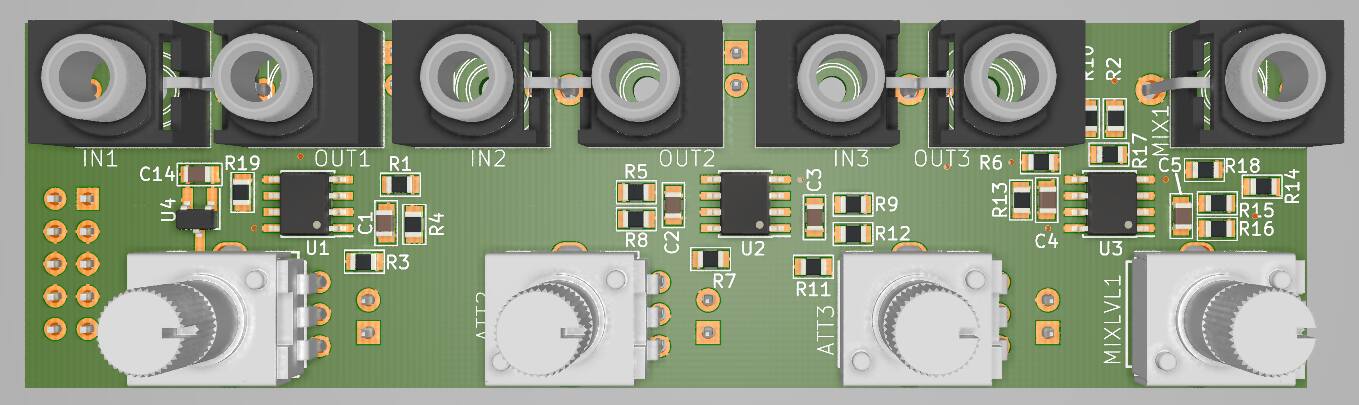 R10
R2
MIX1
IN1
OUT1
IN2
OUT2
IN3
OUT3
R6
R17
C14
R19
R1
R5
C3
C5
R18
R14
U4
C1
R4
R8
C2
R9
R12
R13
C4
R15
R16
U1
R3
U2
R7
R11
U3
ATT2
ATT3
MIXLVL1